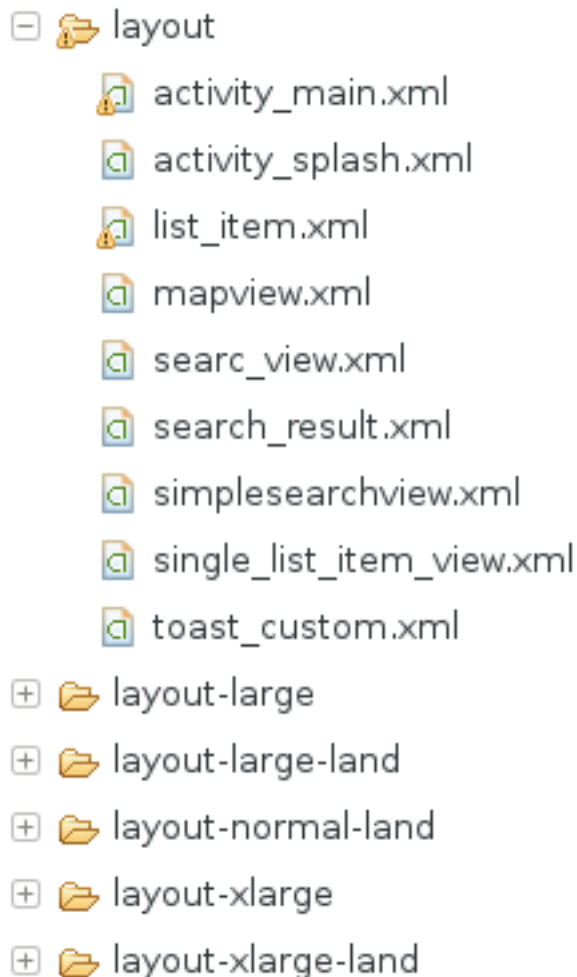 layout
activity_main.xml
activity_splash.xml
list_item.xml
mapview.xml
searc_view.xml
search_result.xml
simplesearchview.xml
single_list_item_view.xml
toast_custom.xml
layout-large
layout-large-land
layout-normal-land
layout-xlarge
layout-xlarge-land